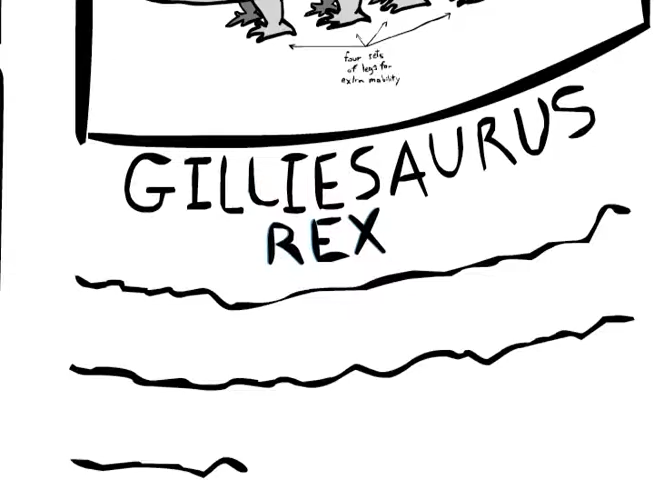 four sets
of legs for
extra mobility
GILLIESAURUS
REX